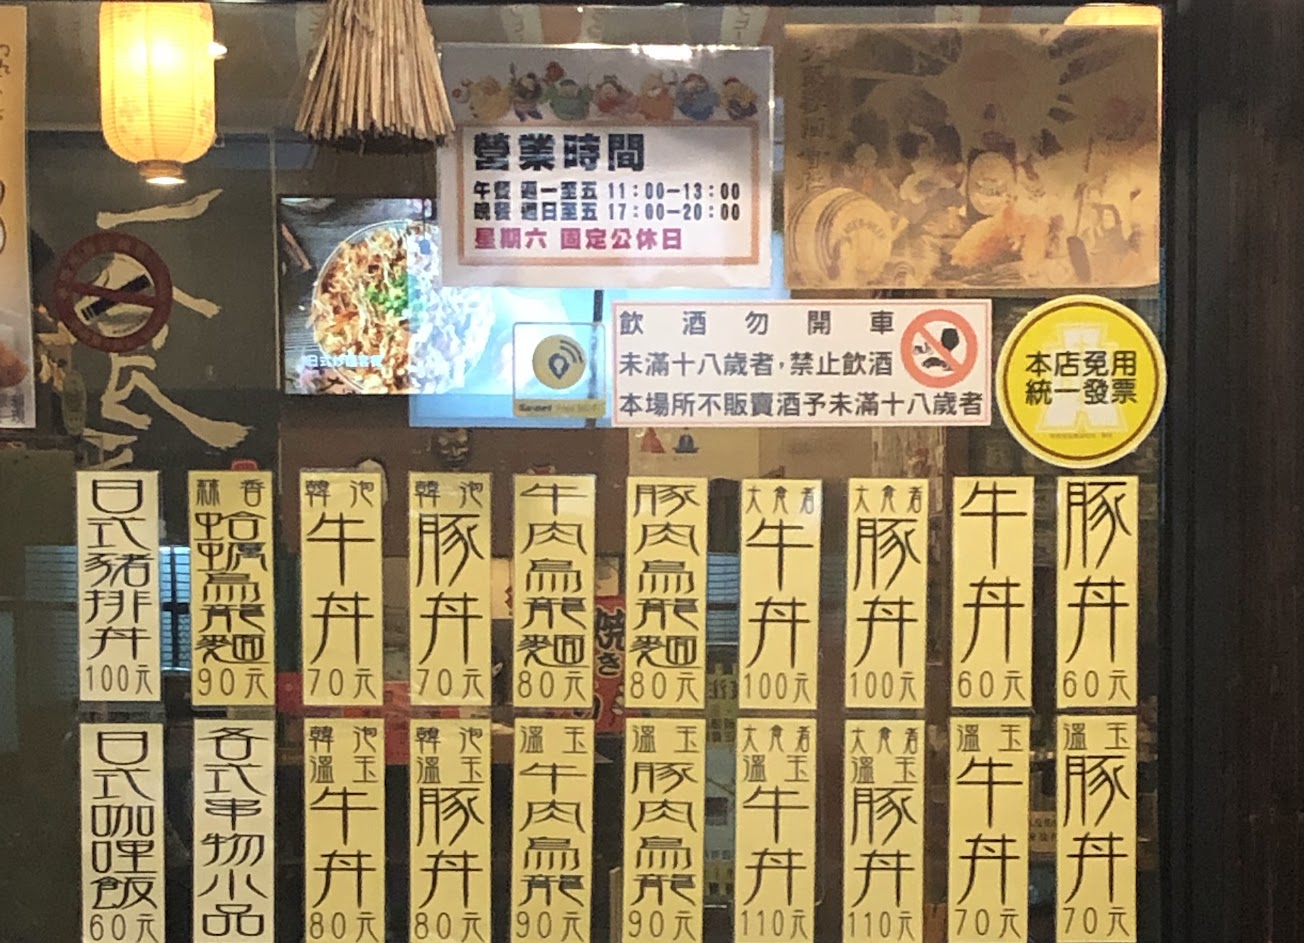 營業時間
午餐 週一至五 11:00－13:00
晚餐 週日至五 17:00－20:00
星期六 固定公休日
飲酒勿開車
未滿十八歲者,禁止飲酒
本場所不販賣酒予未滿十八歲者
本店免用
統一發票
日式豬排丼
100元
麻香
拾擓烏龍麵
90元
韓泡
牛丼
70元
韓泡
豚丼
70元
牛肉烏龍麵
80元
豚肉烏龍麵
80元
大食者
牛丼
100元
大食者
豚丼
100元
牛丼
60元
豚丼
60元
日式咖哩飯
60元
各式串物小品
韓泡
溫玉
牛丼
80元
韓泡
溫玉
豚丼
80元
溫玉
牛肉烏龍
90元
溫玉
豚肉烏龍
90元
大食者
溫玉
牛丼
110元
大食者
溫玉
豚丼
110元
溫玉
牛丼
70元
溫玉
豚丼
70元